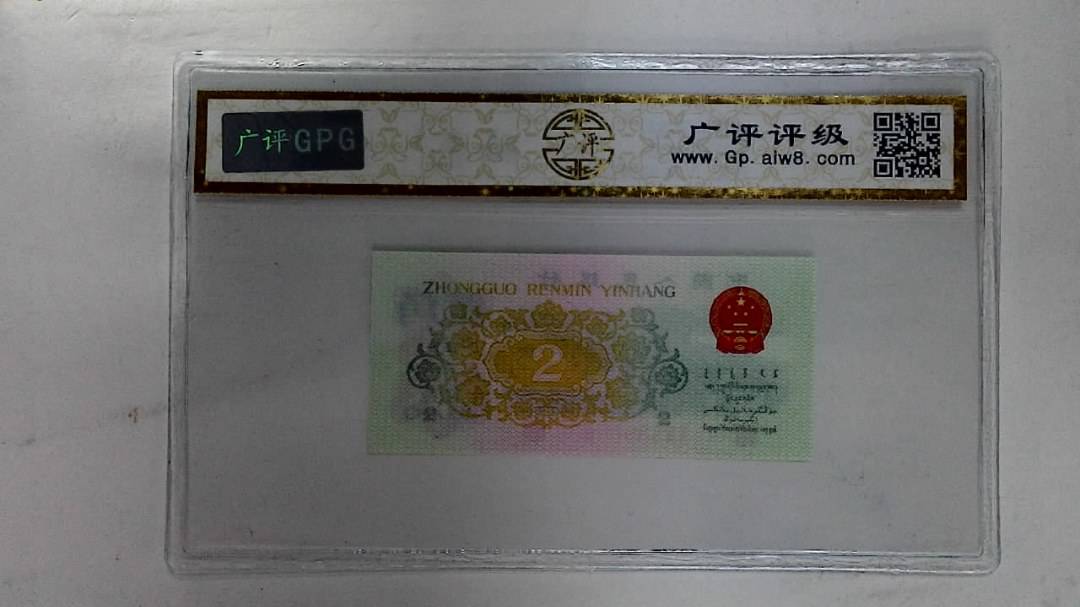 广评GPG
广评
广评评级
www. Gp. aiw8. com
ZHONGGUO RENMIN YINHANG
2
2
2